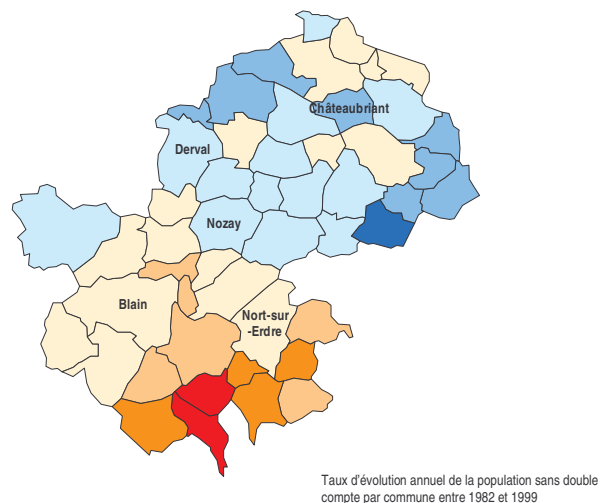 Châteaubriant
Derval
Nozay
Blain
Nort-sur
-Erdre
Taux d'évolution annuel de la population sans double
compte par commune entre 1982 et 1999